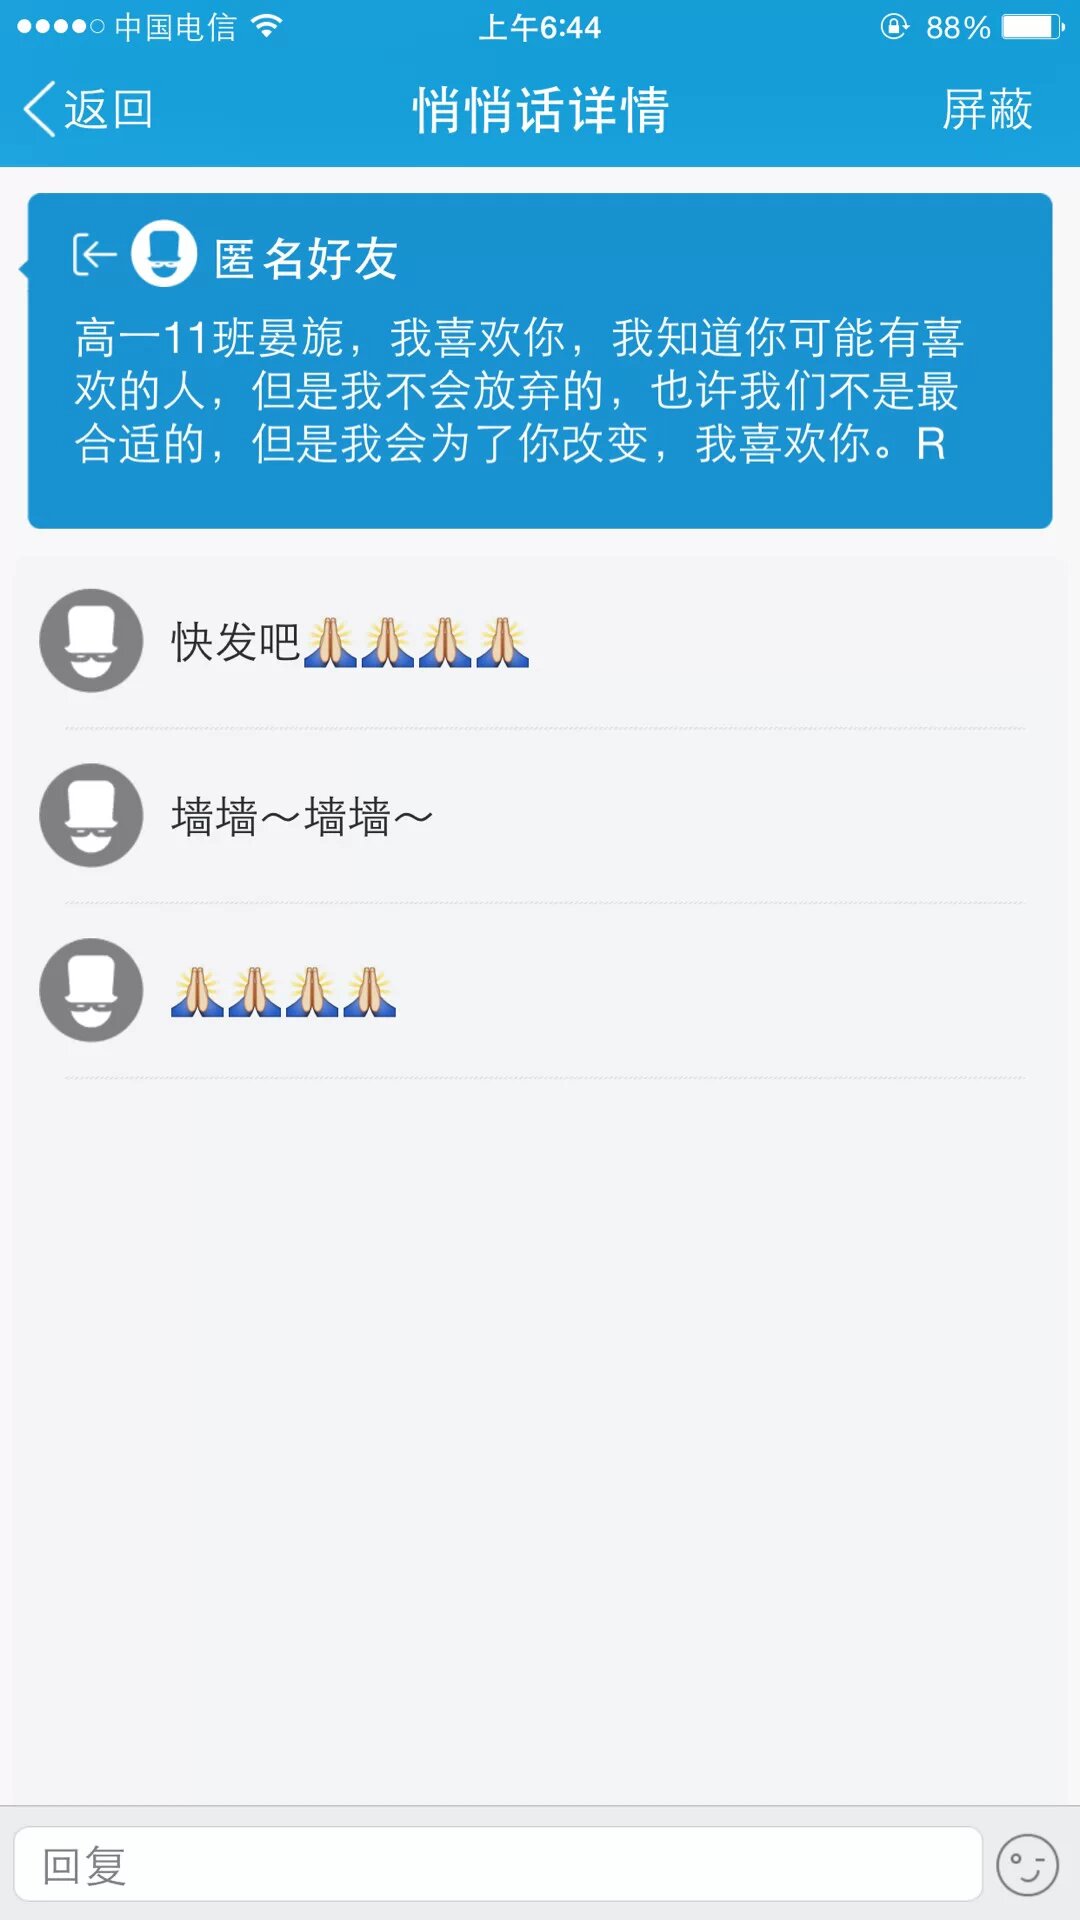 中国电信 上午6:44 88%
返回 悄悄话详情 屏蔽
匿名好友
高一11班晏旎，我喜欢你，我知道你可能有喜
欢的人，但是我不会放弃的，也许我们不是最
合适的，但是我会为了你改变，我喜欢你。R
快发吧🙏🙏🙏🙏
墙墙～墙墙～
🙏🙏🙏🙏
回复